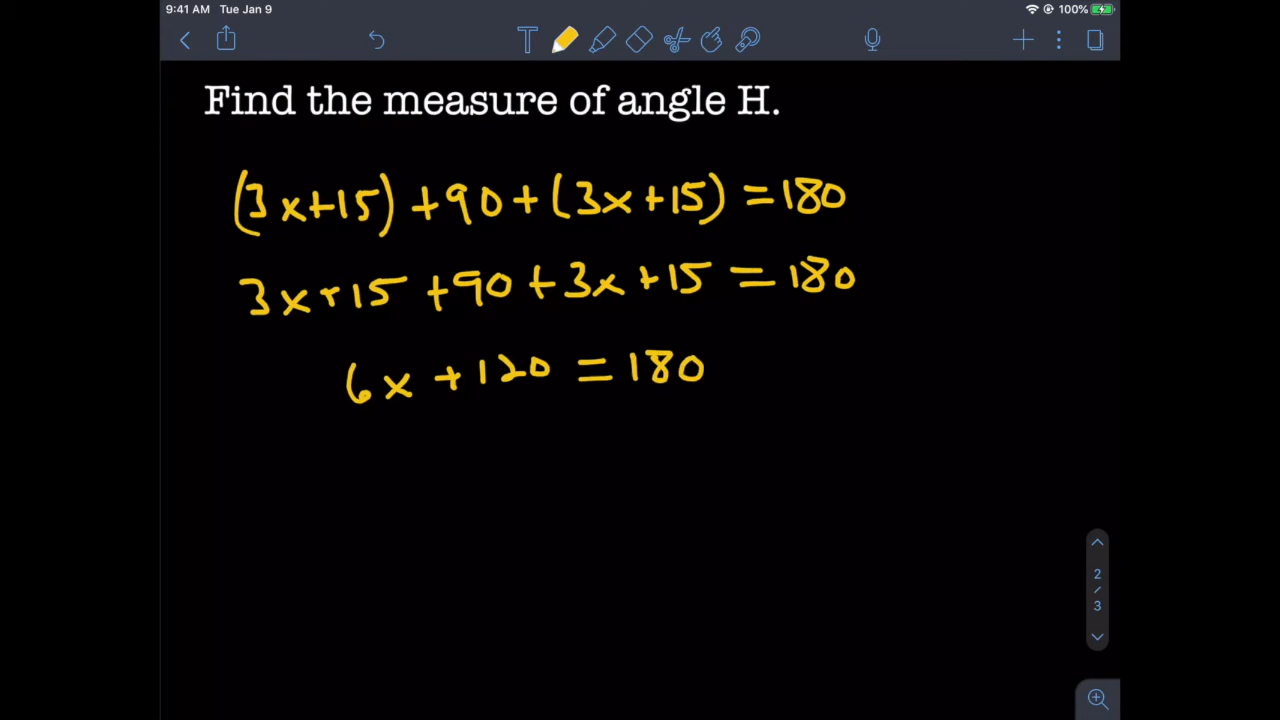 9:41 AM Tue Jan 9 100%
T
Find the measure of angle H.
(3x+15)+90+(3x+15)=180
3x+15+90+3x+15=180
6x+120=180
2
/
3